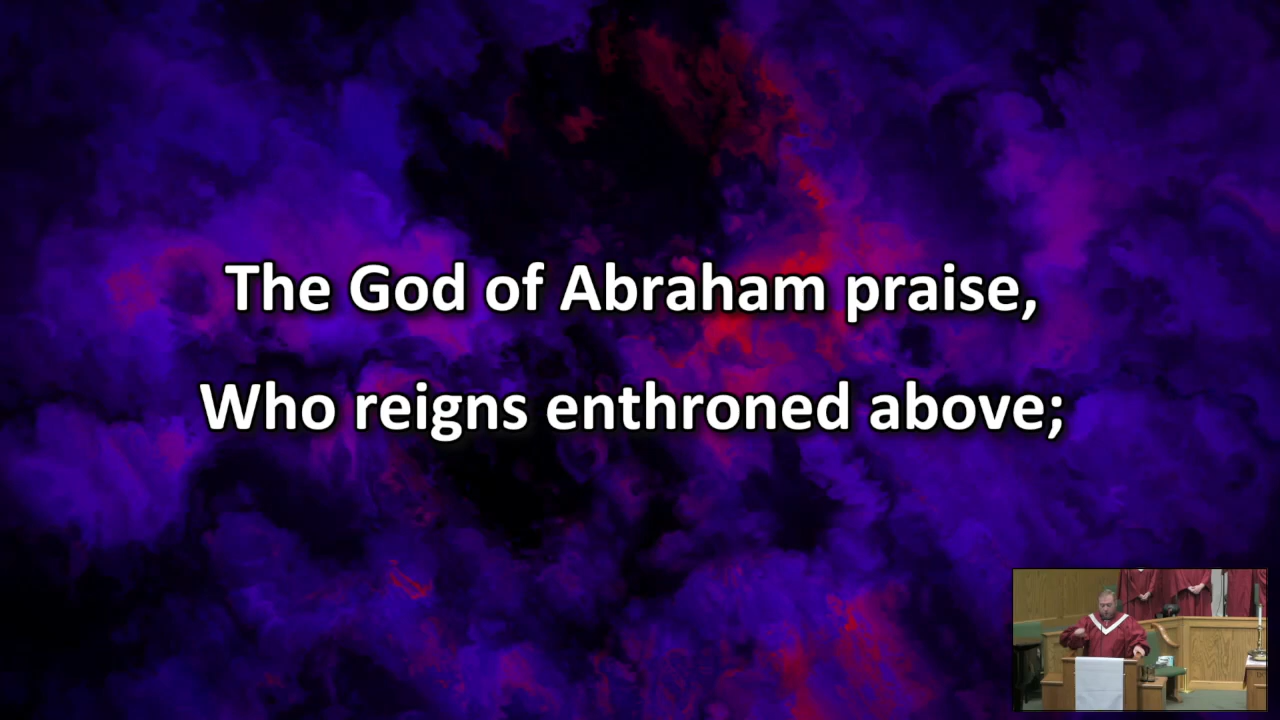 The God of Abraham praise,
Who reigns enthroned above;